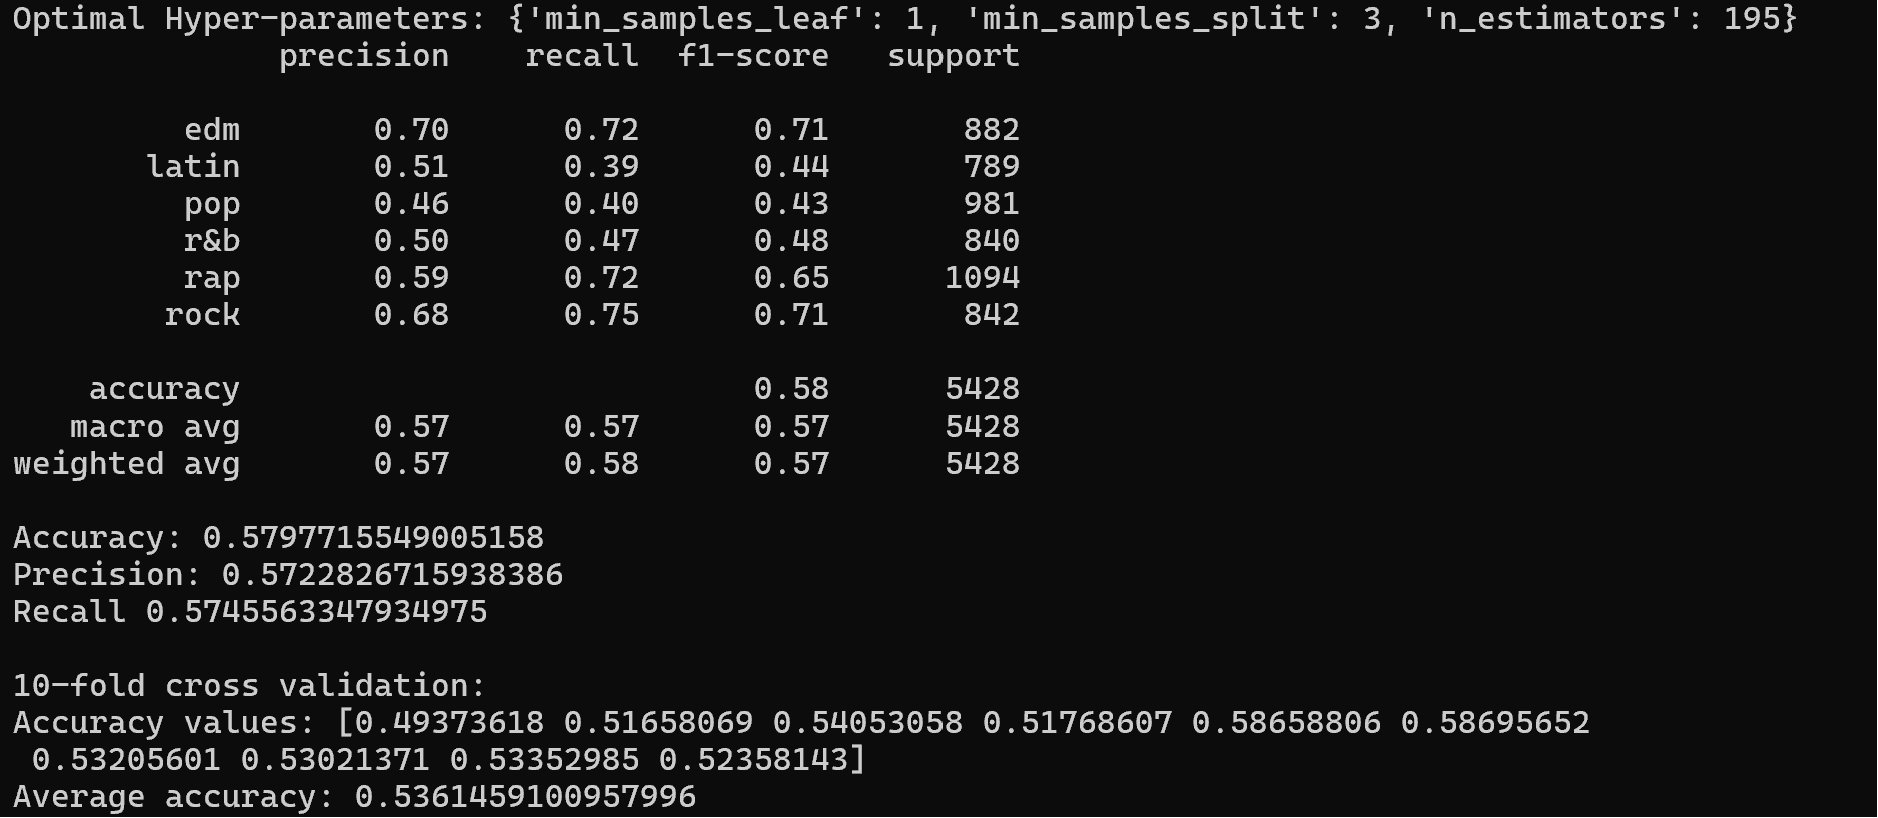 Optimal Hyper-parameters: {'min_samples_leaf': 1, 'min_samples_split': 3, 'n_estimators': 195}
              precision    recall  f1-score   support

         edm       0.70      0.72      0.71       882
       latin       0.51      0.39      0.44       789
         pop       0.46      0.40      0.43       981
         r&b       0.50      0.47      0.48       840
         rap       0.59      0.72      0.65      1094
        rock       0.68      0.75      0.71       842

    accuracy                           0.58      5428
   macro avg       0.57      0.57      0.57      5428
weighted avg       0.57      0.58      0.57      5428

Accuracy: 0.5797715549005158
Precision: 0.5722826715938386
Recall 0.5745563347934975

10-fold cross validation:
Accuracy values: [0.49373618 0.51658069 0.54053058 0.51768607 0.58658806 0.58695652
 0.53205601 0.53021371 0.53352985 0.52358143]
Average accuracy: 0.5361459100957996